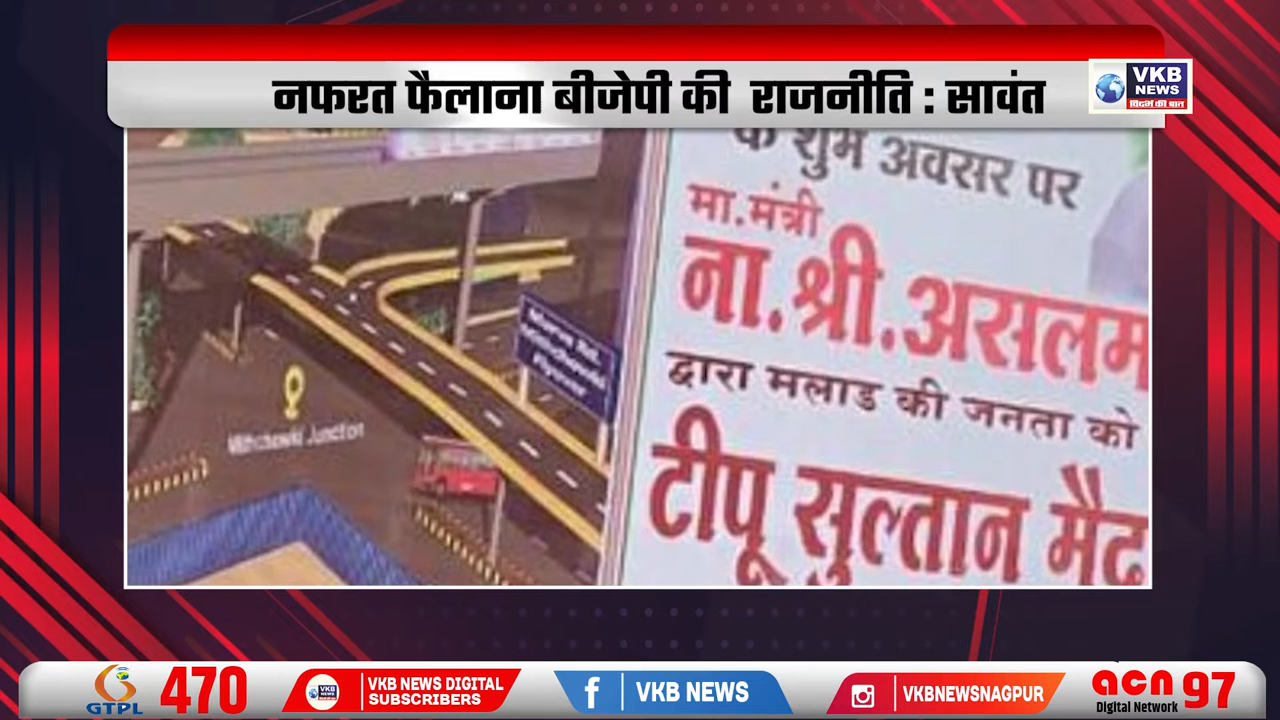 नफरत फैलाना बीजेपी की राजनीति : सावंत
VKB
NEWS
विदर्भ की बात
के शुभ अवसर पर
मा.मंत्री
ना.श्री.असलम
द्वारा मलाड की जनता को
टीपू सुल्तान मैद
Mithchowki Junction
GTPL
470
VKB NEWS DIGITAL
SUBSCRIBERS
VKB NEWS
VKBNEWSNAGPUR
acn 97
Digital Network